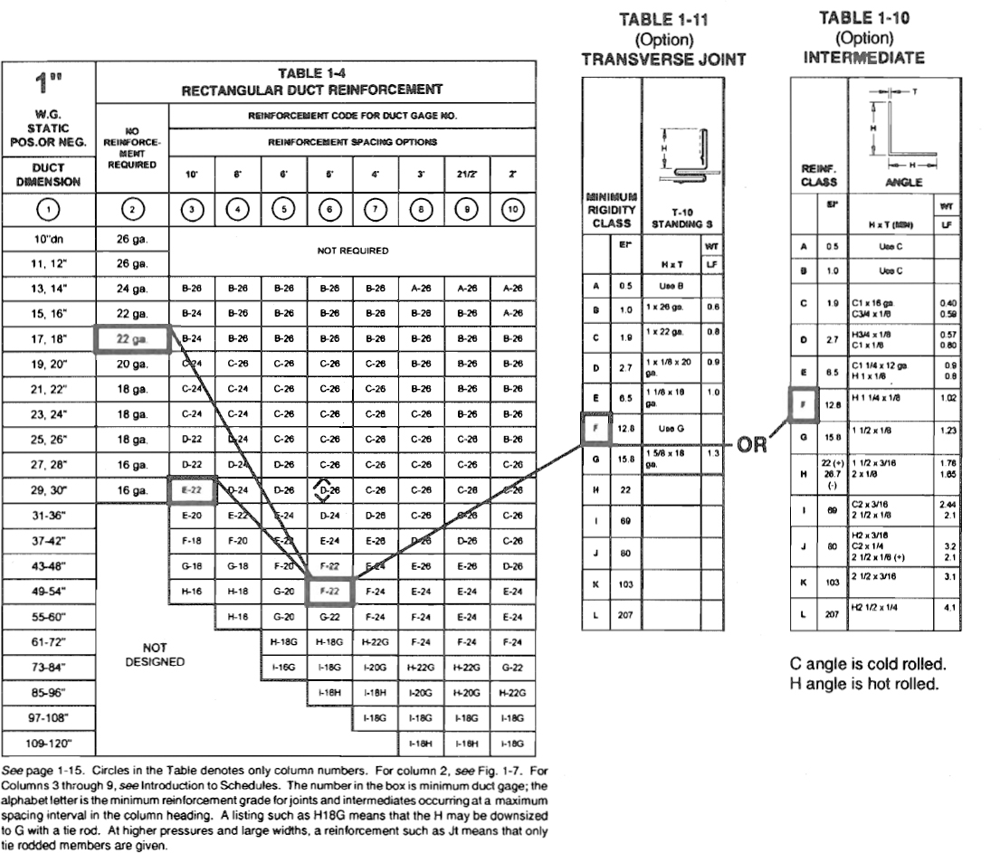 TABLE 1-4
RECTANGULAR DUCT REINFORCEMENT
1"
W.G.
STATIC
POS.OR NEG.
NO
REINFORCE-
MENT
REQUIRED
REINFORCEMENT CODE FOR DUCT GAGE NO.
REINFORCEMENT SPACING OPTIONS
DUCT
DIMENSION
10' 8' 6' 5' 4' 3' 2 1/2' 2'
1 2 3 4 5 6 7 8 9 10
10"dn 26 ga.
NOT REQUIRED
11, 12" 26 ga.
13, 14" 24 ga. B-26 B-26 B-26 B-26 B-26 A-26 A-26 A-26
15, 16" 22 ga. B-24 B-26 B-26 B-26 B-26 B-26 B-26 A-26
17, 18" 22 ga. B-24 B-26 B-26 B-26 B-26 B-26 B-26 B-26
19, 20" 20 ga. C-24 C-26 C-26 C-26 C-26 B-26 B-26 B-26
21, 22" 18 ga. C-24 C-24 C-26 C-26 C-26 B-26 B-26 B-26
23, 24" 18 ga. C-24 C-24 C-26 C-26 C-26 C-26 B-26 B-26
25, 26" 18 ga. D-22 D-24 C-26 C-26 C-26 C-26 C-26 B-26
27, 28" 16 ga. D-22 D-24 D-26 C-26 C-26 C-26 C-26 C-26
29, 30" 16 ga. E-22 D-24 D-26 D-26 C-26 C-26 C-26 C-26
31-36" E-20 E-22 E-24 D-24 D-26 C-26 C-26 C-26
37-42" F-18 F-20 E-22 E-24 E-26 D-26 D-26 C-26
43-48" G-16 G-18 F-20 F-22 E-24 E-26 E-26 D-26
49-54" H-16 H-18 G-20 F-22 F-24 E-24 E-24 E-24
55-60" H-18 G-20 G-22 F-24 F-24 E-24 E-24
61-72" H-18G H-18G H-22G F-24 F-24 F-24
73-84" I-16G I-18G I-20G H-22G H-22G G-22
85-96" I-16H I-18H I-20G H-20G H-22G
97-108" I-18G I-18G I-18G I-18G
109-120" I-18H I-18H I-18G
NOT
DESIGNED
See page 1-15. Circles in the Table denotes only column numbers. For column 2, see Fig. 1-7. For
Columns 3 through 9, see Introduction to Schedules. The number in the box is minimum duct gage; the
alphabet letter is the minimum reinforcement grade for joints and intermediates occurring at a maximum
spacing interval in the column heading. A listing such as H18G means that the H may be downsized
to G with a tie rod. At higher pressures and large widths, a reinforcement such as Jt means that only
tie rodded members are given.
TABLE 1-11
(Option)
TRANSVERSE JOINT
H
MINIMUM
RIGIDITY
CLASS
T-10
STANDING S
EI* H x T WT
LF
A 0.5 Use B
B 1.0 1 x 26 ga. 0.6
C 1.9 1 x 22 ga. 0.8
D 2.7 1 x 1/8 x 20 0.9
ga.
E 6.5 1 1/8 x 18 1.0
ga.
F 12.8 Use G
G 15.8 1 5/8 x 18 1.3
ga.
H 22
I 69
J 80
K 103
L 207
OR
TABLE 1-10
(Option)
INTERMEDIATE
T
H
H
REINF.
CLASS
ANGLE
EI* H x T (MIN) WT
LF
A 0.5 Use C
B 1.0 Use C
C 1.9 C1 x 16 ga. 0.40
C3/4 x 1/8 0.59
D 2.7 H3/4 x 1/8 0.57
C1 x 1/8 0.80
E 6.5 C1 1/4 x 12 ga. 0.9
H 1 x 1/8 0.8
F 12.8 H 1 1/4 x 1/8 1.02
G 15.8 1 1/2 x 1/8 1.23
H 22 (+) 1 1/2 x 3/16 1.78
26.7 2 x 1/8 1.65
(-)
I 69 C2 x 3/16 2.44
2 1/2 x 1/8 2.1
J 80 H2 x 3/16
C2 x 1/4 3.2
2 1/2 x 1/8 (+) 2.1
K 103 2 1/2 x 3/16 3.1
L 207 H2 1/2 x 1/4 4.1
C angle is cold rolled.
H angle is hot rolled.